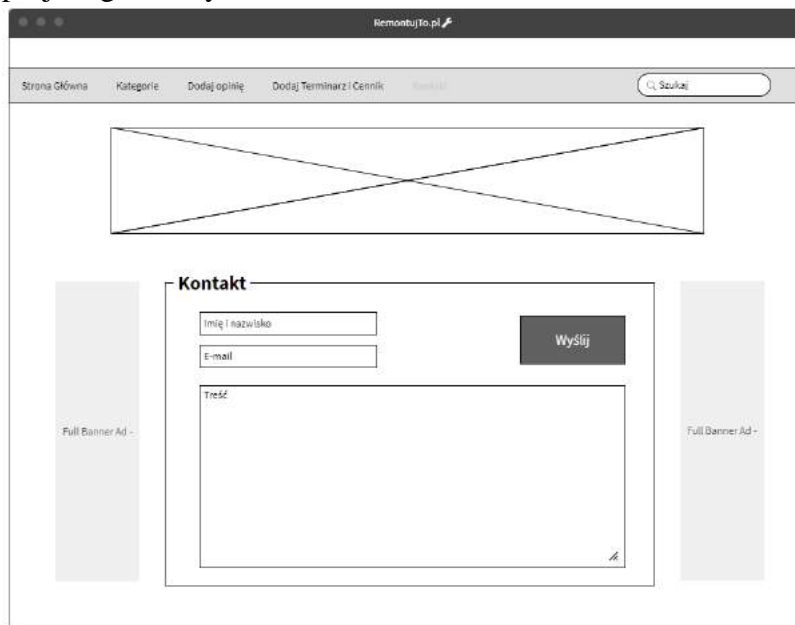 RemontujTo.pl
Strona Główna Kategorie Dodaj opinię Dodaj Terminarz i Cennik Kontakt Szukaj
Kontakt
Imię i nazwisko
Wyślij
E-mail
Treść
Full Banner Ad -
Full Banner Ad -